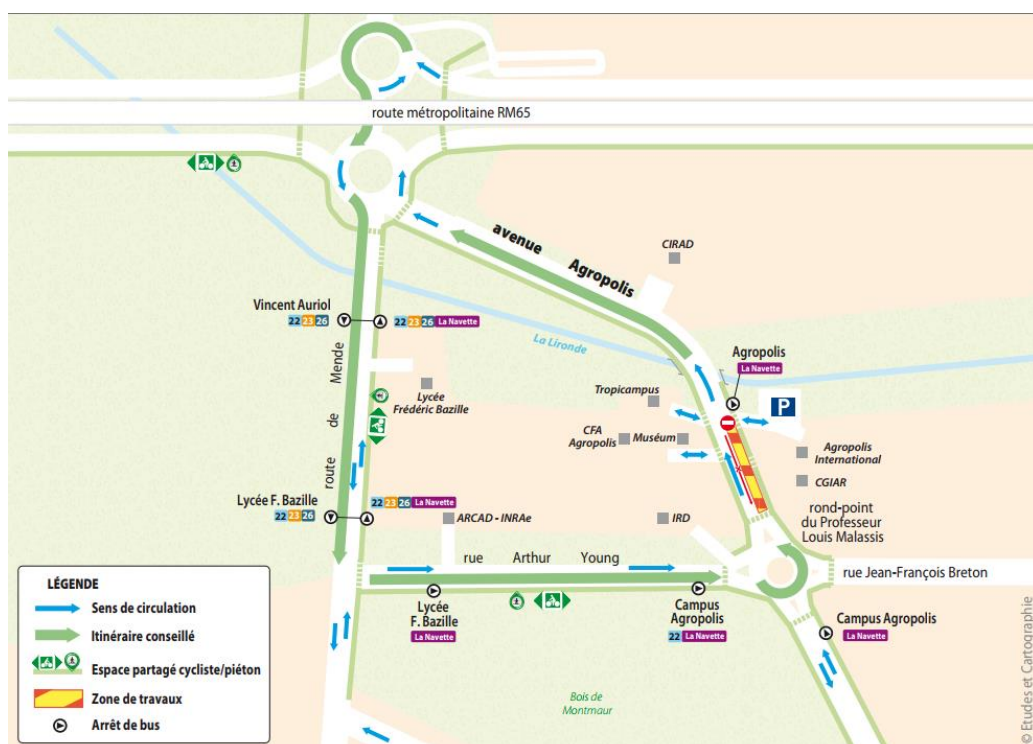 route métropolitaine RM65
avenue Agropolis
CIRAD
Vincent Auriol
22 23 26
22 23 26 La Navette
La Lironde
Agropolis
La Navette
P
route de Mende
Lycée
Frédéric Bazille
Tropicampus
CFA
Agropolis
Muséum
Agropolis
International
CGIAR
Lycée F. Bazille
22 23 26
22 23 26 La Navette
ARCAD - INRAe
IRD
rond-point
du Professeur
Louis Malassis
rue Arthur Young
rue Jean-François Breton
Lycée
F. Bazille
La Navette
Campus
Agropolis
22 La Navette
Campus Agropolis
La Navette
Bois de
Montmaur
LÉGENDE
Sens de circulation
Itinéraire conseillé
Espace partagé cycliste/piéton
Zone de travaux
Arrêt de bus
© Etudes et Cartographie